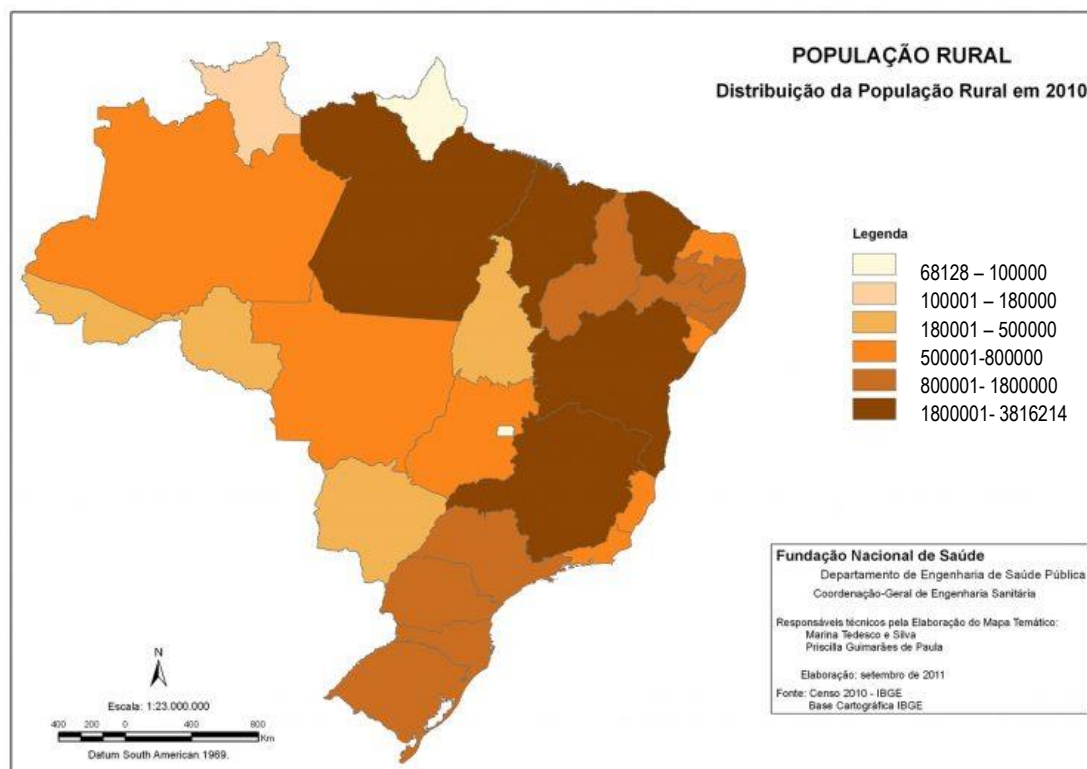 POPULAÇÃO RURAL
Distribuição da População Rural em 2010
Legenda
68128 – 100000
100001 – 180000
180001 – 500000
500001-800000
800001- 1800000
1800001- 3816214
Fundação Nacional de Saúde
Departamento de Engenharia de Saúde Pública
Coordenação-Geral de Engenharia Sanitária
Responsáveis técnicos pela Elaboração do Mapa Temático:
Marina Tedesco e Silva
Priscilla Guimarães de Paula
Elaboração: setembro de 2011
Fonte: Censo 2010 - IBGE
Base Cartográfica IBGE
N
Escala: 1:23.000.000
400 200 0 400 800
Km
Datum South American 1969.